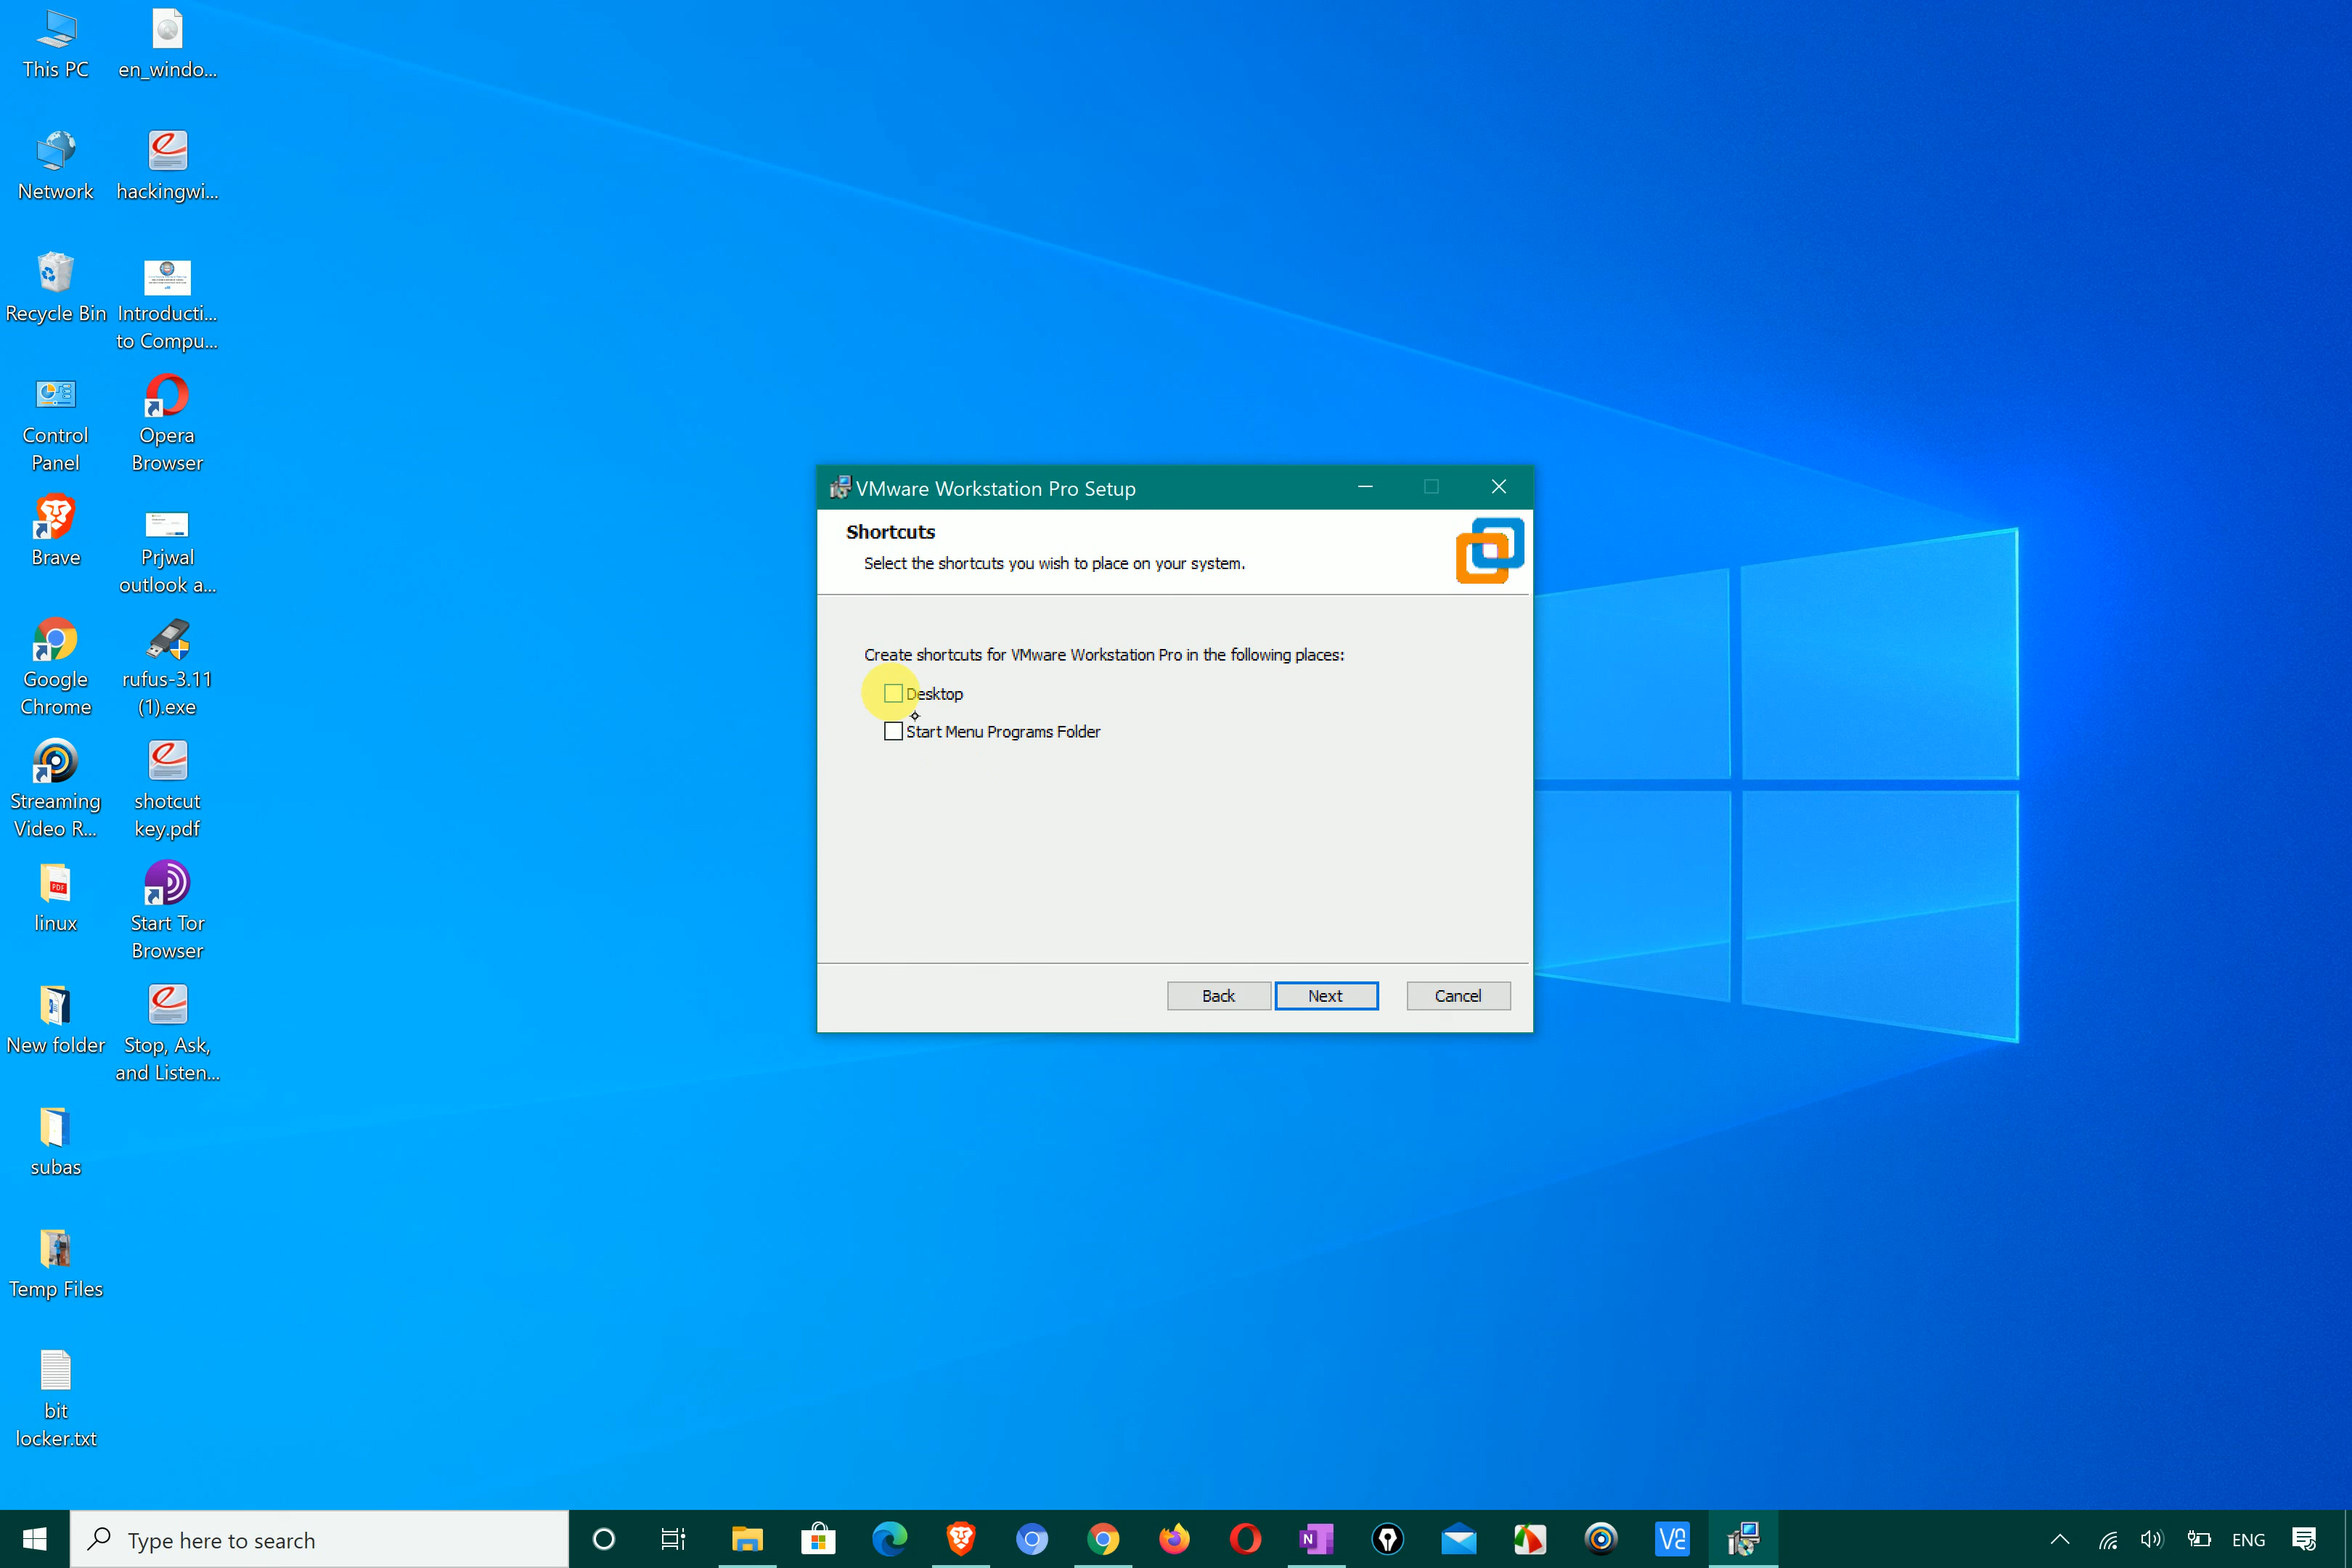 This PC
en_windo...
Network
hackingwi...
Recycle Bin
Introducti...
to Compu...
Control
Panel
Opera
Browser
Brave
Prjwal
outlook a...
Google
Chrome
rufus-3.11
(1).exe
Streaming
Video R...
shotcut
key.pdf
linux
Start Tor
Browser
New folder
Stop, Ask,
and Listen...
subas
Temp Files
bit
locker.txt
VMware Workstation Pro Setup
Shortcuts
Select the shortcuts you wish to place on your system.
Create shortcuts for VMware Workstation Pro in the following places:
Desktop
Start Menu Programs Folder
Back
Next
Cancel
Type here to search
ENG